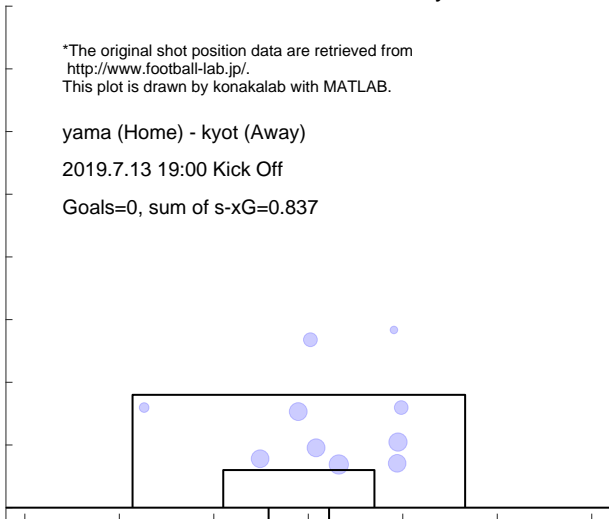 *The original shot position data are retrieved from
http://www.football-lab.jp/.
This plot is drawn by konakalab with MATLAB.
yama (Home) - kyot (Away)
2019.7.13 19:00 Kick Off
Goals=0, sum of s-xG=0.837